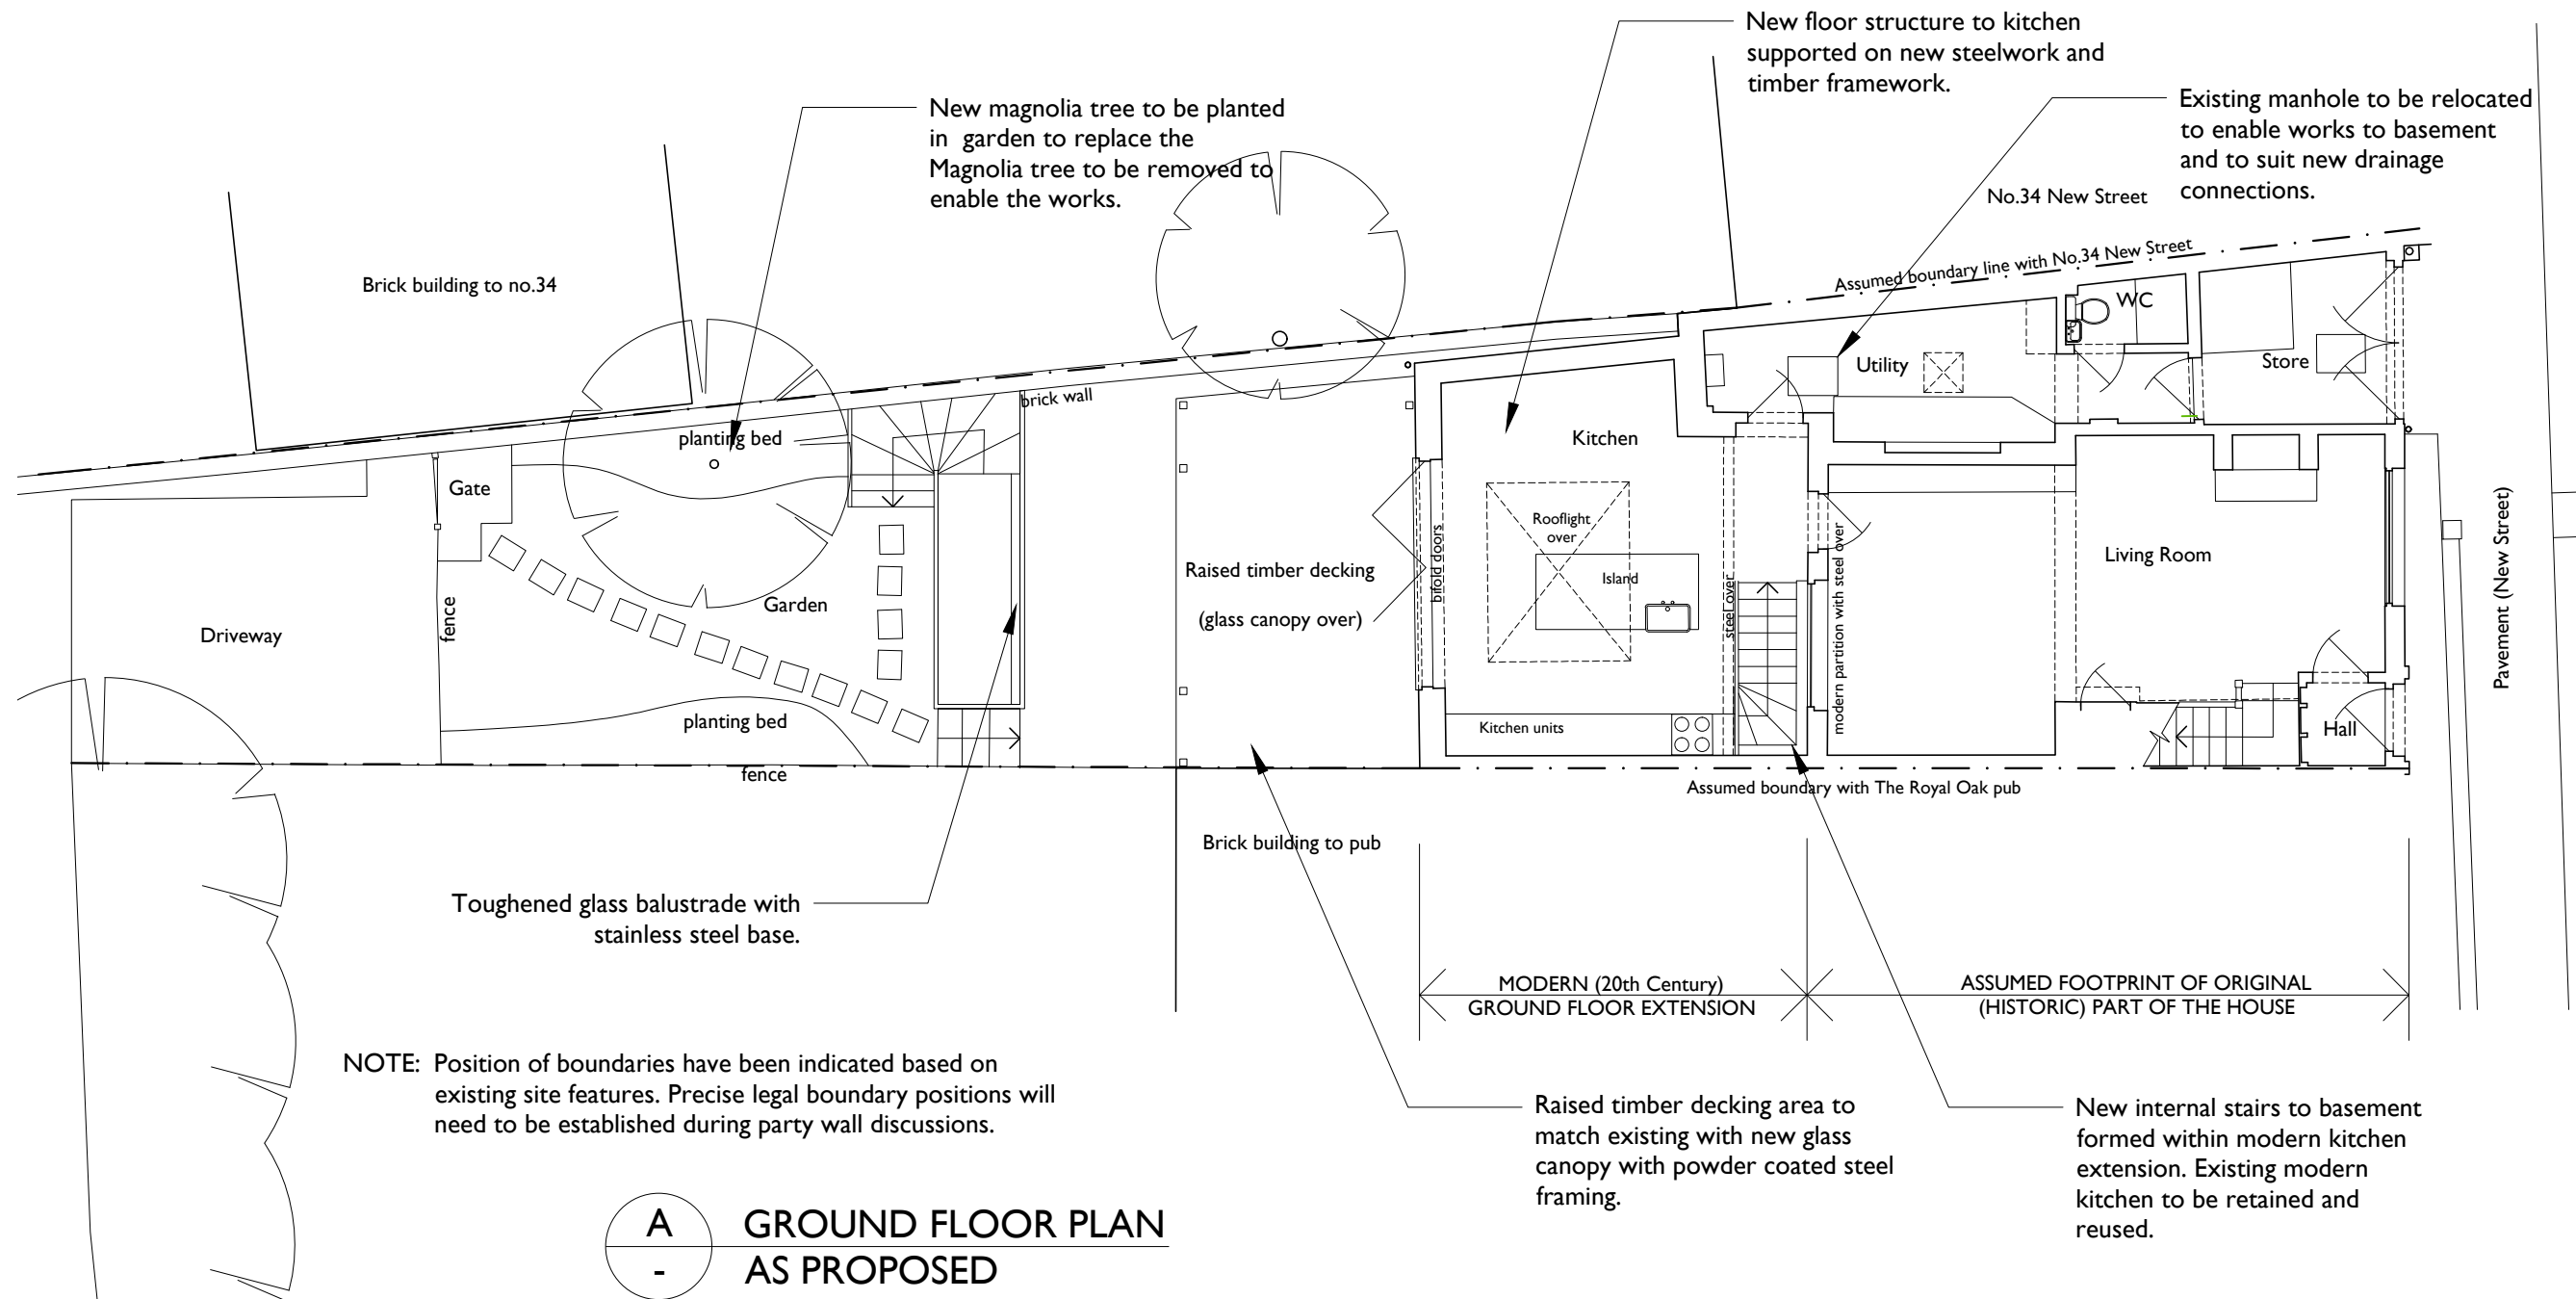 New floor structure to kitchen
supported on new steelwork and
timber framework.
Existing manhole to be relocated
to enable works to basement
and to suit new drainage
connections.
New magnolia tree to be planted
in garden to replace the
Magnolia tree to be removed to
enable the works.
No.34 New Street
Assumed boundary line with No.34 New Street
Brick building to no.34
WC
Utility
Store
brick wall
planting bed
Kitchen
Gate
Rooflight
over
Island
bifold doors
steel over
modern partition with steel over
Living Room
Pavement (New Street)
Raised timber decking
(glass canopy over)
Garden
fence
Driveway
planting bed
Kitchen units
Hall
fence
Assumed boundary with The Royal Oak pub
Brick building to pub
Toughened glass balustrade with
stainless steel base.
MODERN (20th Century)
GROUND FLOOR EXTENSION
ASSUMED FOOTPRINT OF ORIGINAL
(HISTORIC) PART OF THE HOUSE
NOTE: Position of boundaries have been indicated based on
existing site features. Precise legal boundary positions will
need to be established during party wall discussions.
Raised timber decking area to
match existing with new glass
canopy with powder coated steel
framing.
New internal stairs to basement
formed within modern kitchen
extension. Existing modern
kitchen to be retained and
reused.
A
-
GROUND FLOOR PLAN
AS PROPOSED